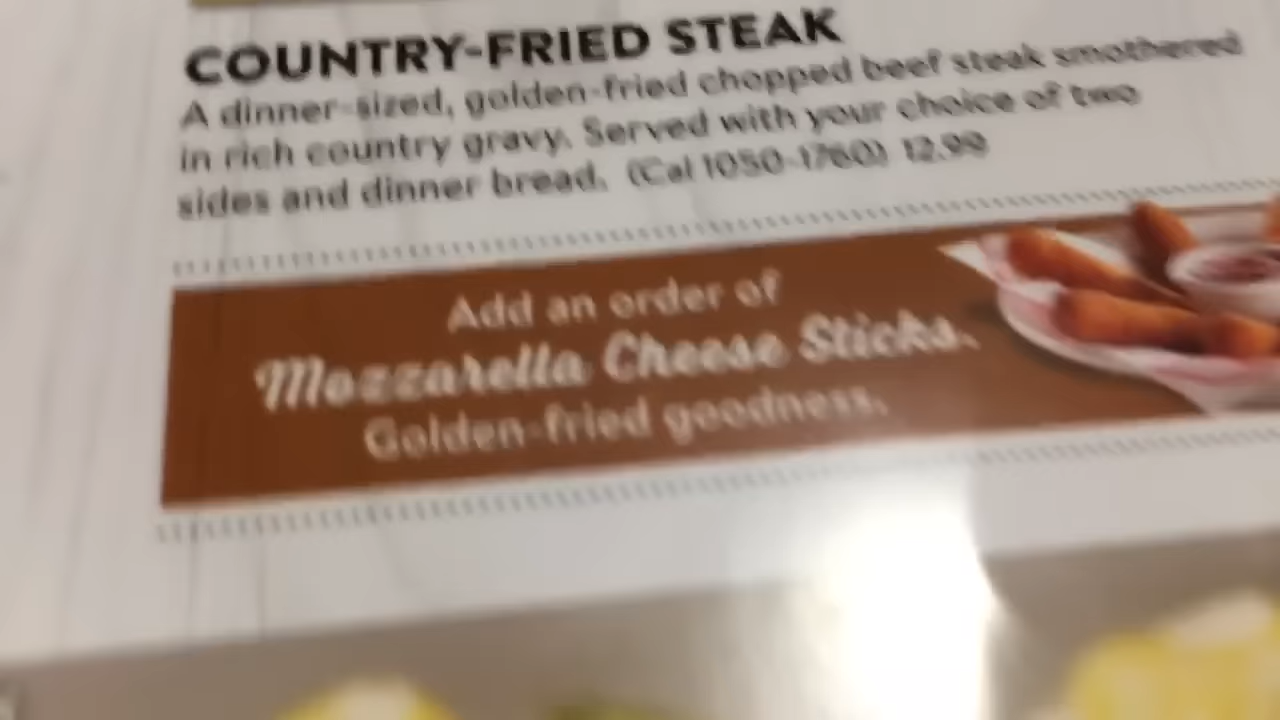 COUNTRY-FRIED STEAK
A dinner-sized, golden-fried chopped beef steak smothered
in rich country gravy. Served with your choice of two
sides and dinner bread. (Cal 1050-1760) 12.99
Add an order of
Mozzarella Cheese Sticks.
Golden-fried goodness.